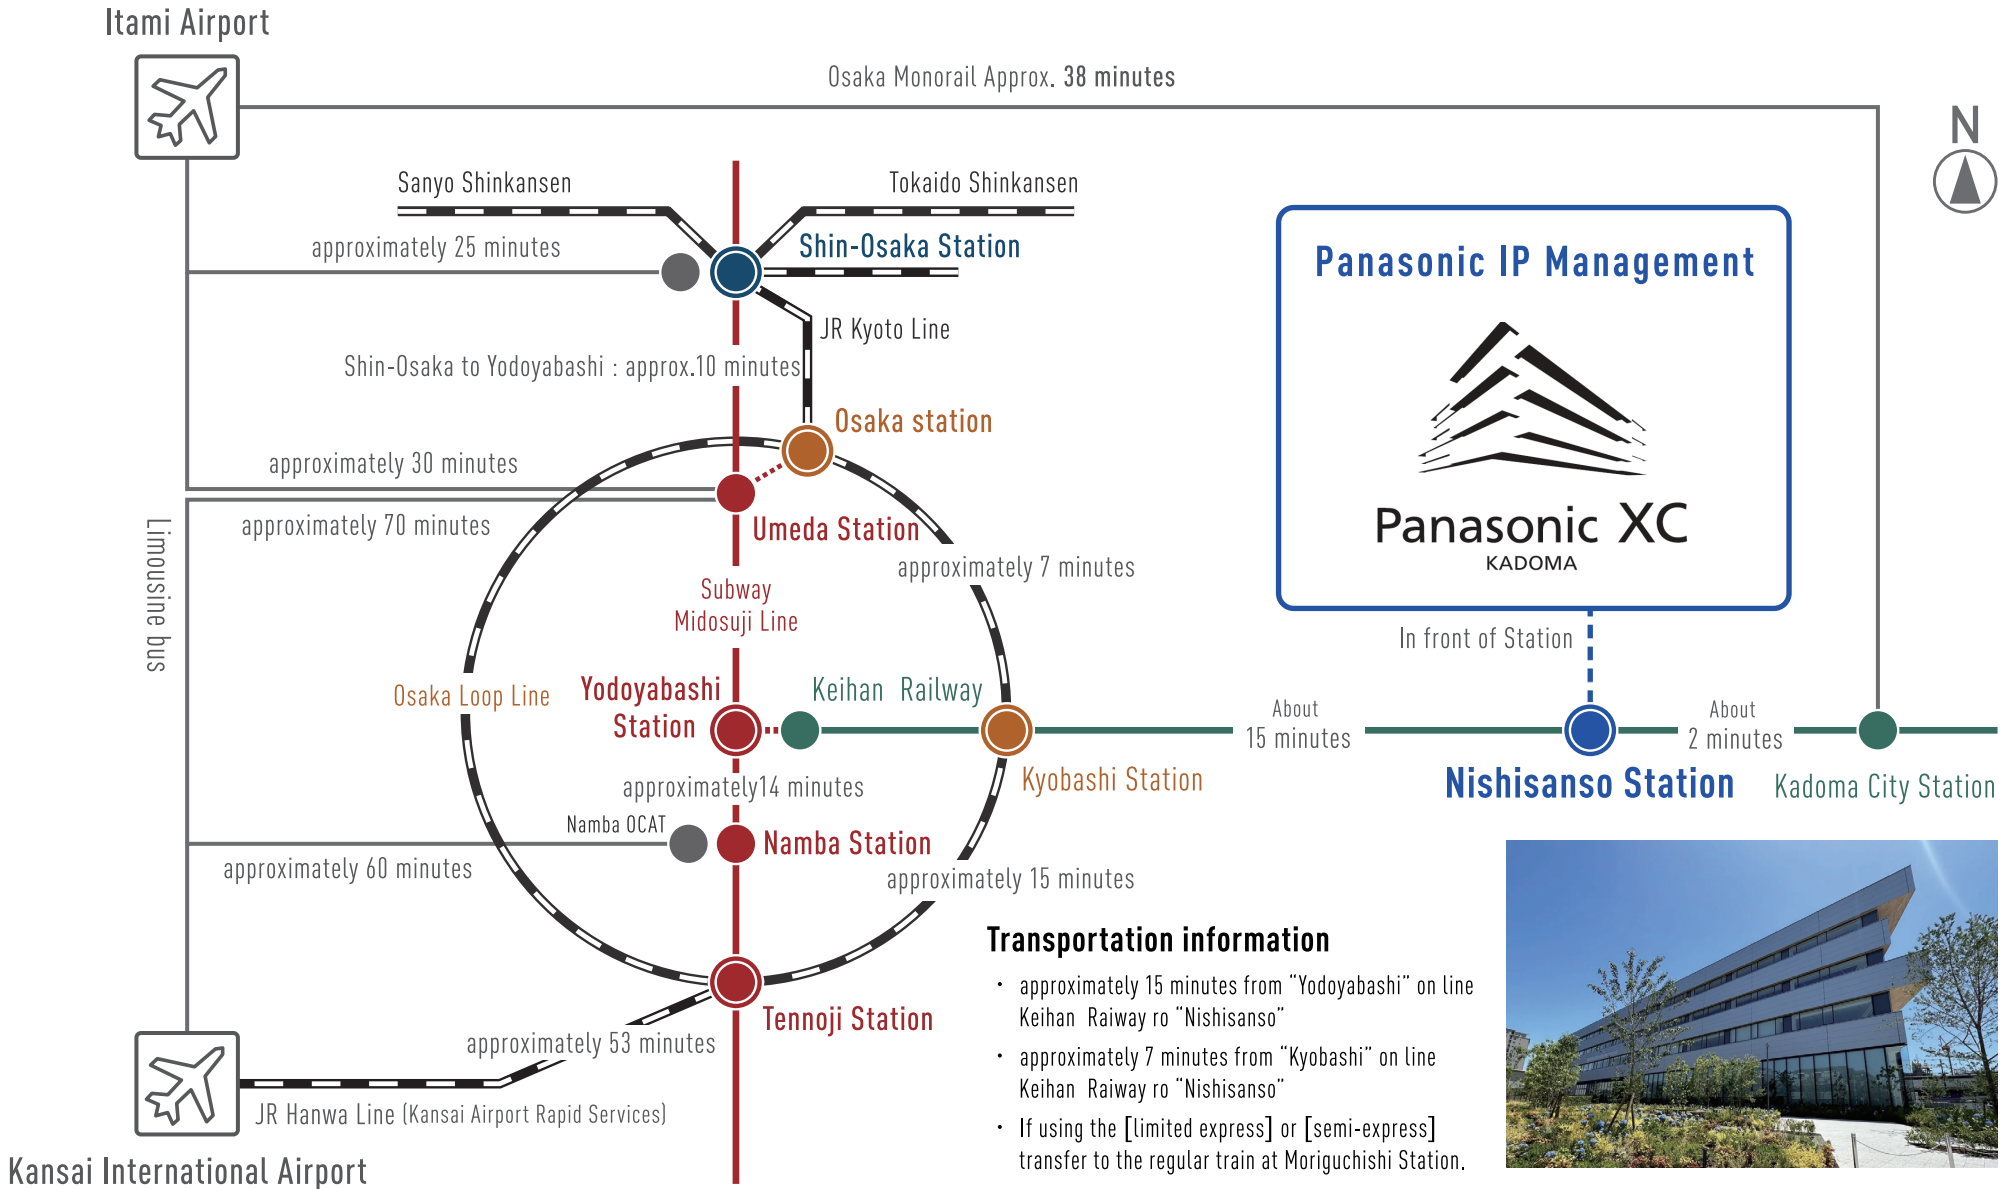 Itami Airport
Osaka Monorail Approx. 38 minutes
N
Sanyo Shinkansen
Tokaido Shinkansen
approximately 25 minutes
Shin-Osaka Station
Panasonic IP Management
JR Kyoto Line
Shin-Osaka to Yodoyabashi : approx.10 minutes
Osaka station
approximately 30 minutes
approximately 70 minutes
Umeda Station
Panasonic XC
KADOMA
approximately 7 minutes
Limousine bus
Subway
Midosuji Line
In front of Station
Osaka Loop Line
Yodoyabashi
Station
Keihan Railway
About
15 minutes
About
2 minutes
Kyobashi Station
Nishisanso Station
Kadoma City Station
approximately14 minutes
Namba OCAT
Namba Station
approximately 60 minutes
approximately 15 minutes
Tennoji Station
approximately 53 minutes
JR Hanwa Line (Kansai Airport Rapid Services)
Kansai International Airport
Transportation information
・ approximately 15 minutes from “Yodoyabashi” on line
Keihan Raiway ro “Nishisanso”
・ approximately 7 minutes from “Kyobashi” on line
Keihan Raiway ro “Nishisanso”
・ If using the [limited express] or [semi-express]
transfer to the regular train at Moriguchishi Station.